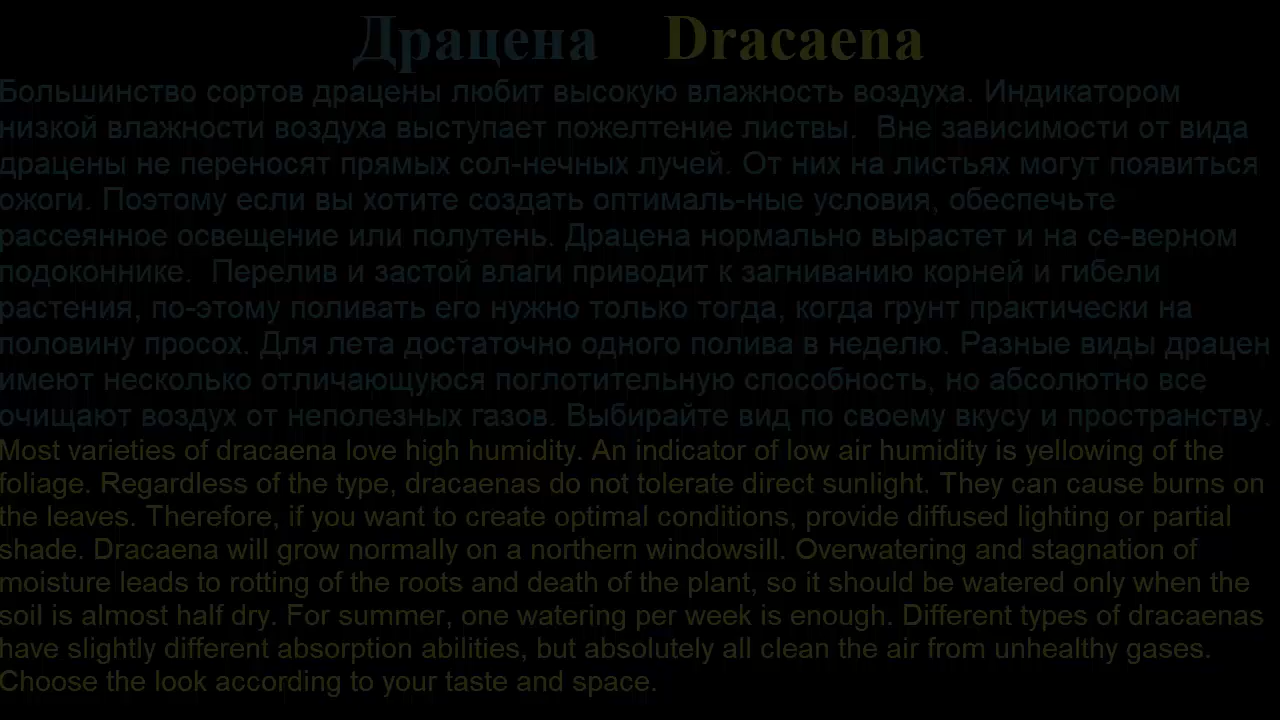 Драцена Dracaena
Большинство сортов драцены любит высокую влажность воздуха. Индикатором
низкой влажности воздуха выступает пожелтение листвы. Вне зависимости от вида
драцены не переносят прямых сол-нечных лучей. От них на листьях могут появиться
ожоги. Поэтому если вы хотите создать оптималь-ные условия, обеспечьте
рассеянное освещение или полутень. Драцена нормально вырастет и на се-верном
подоконнике. Перелив и застой влаги приводит к загниванию корней и гибели
растения, по-этому поливать его нужно только тогда, когда грунт практически на
половину просох. Для лета достаточно одного полива в неделю. Разные виды драцен
имеют несколько отличающуюся поглотительную способность, но абсолютно все
очищают воздух от неполезных газов. Выбирайте вид по своему вкусу и пространству.
Most varieties of dracaena love high humidity. An indicator of low air humidity is yellowing of the
foliage. Regardless of the type, dracaenas do not tolerate direct sunlight. They can cause burns on
the leaves. Therefore, if you want to create optimal conditions, provide diffused lighting or partial
shade. Dracaena will grow normally on a northern windowsill. Overwatering and stagnation of
moisture leads to rotting of the roots and death of the plant, so it should be watered only when the
soil is almost half dry. For summer, one watering per week is enough. Different types of dracaenas
have slightly different absorption abilities, but absolutely all clean the air from unhealthy gases.
Choose the look according to your taste and space.